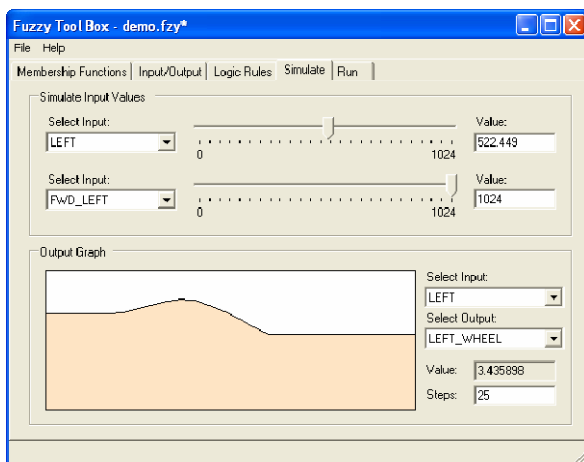 Fuzzy Tool Box - demo.fzy*
File Help
Membership Functions Input/Output Logic Rules Simulate Run
Simulate Input Values
Select Input: Value:
LEFT 522.449
0 1024
Select Input: Value:
FWD_LEFT 1024
0 1024
Output Graph
Select Input:
LEFT
Select Output:
LEFT_WHEEL
Value: 3.435898
Steps: 25